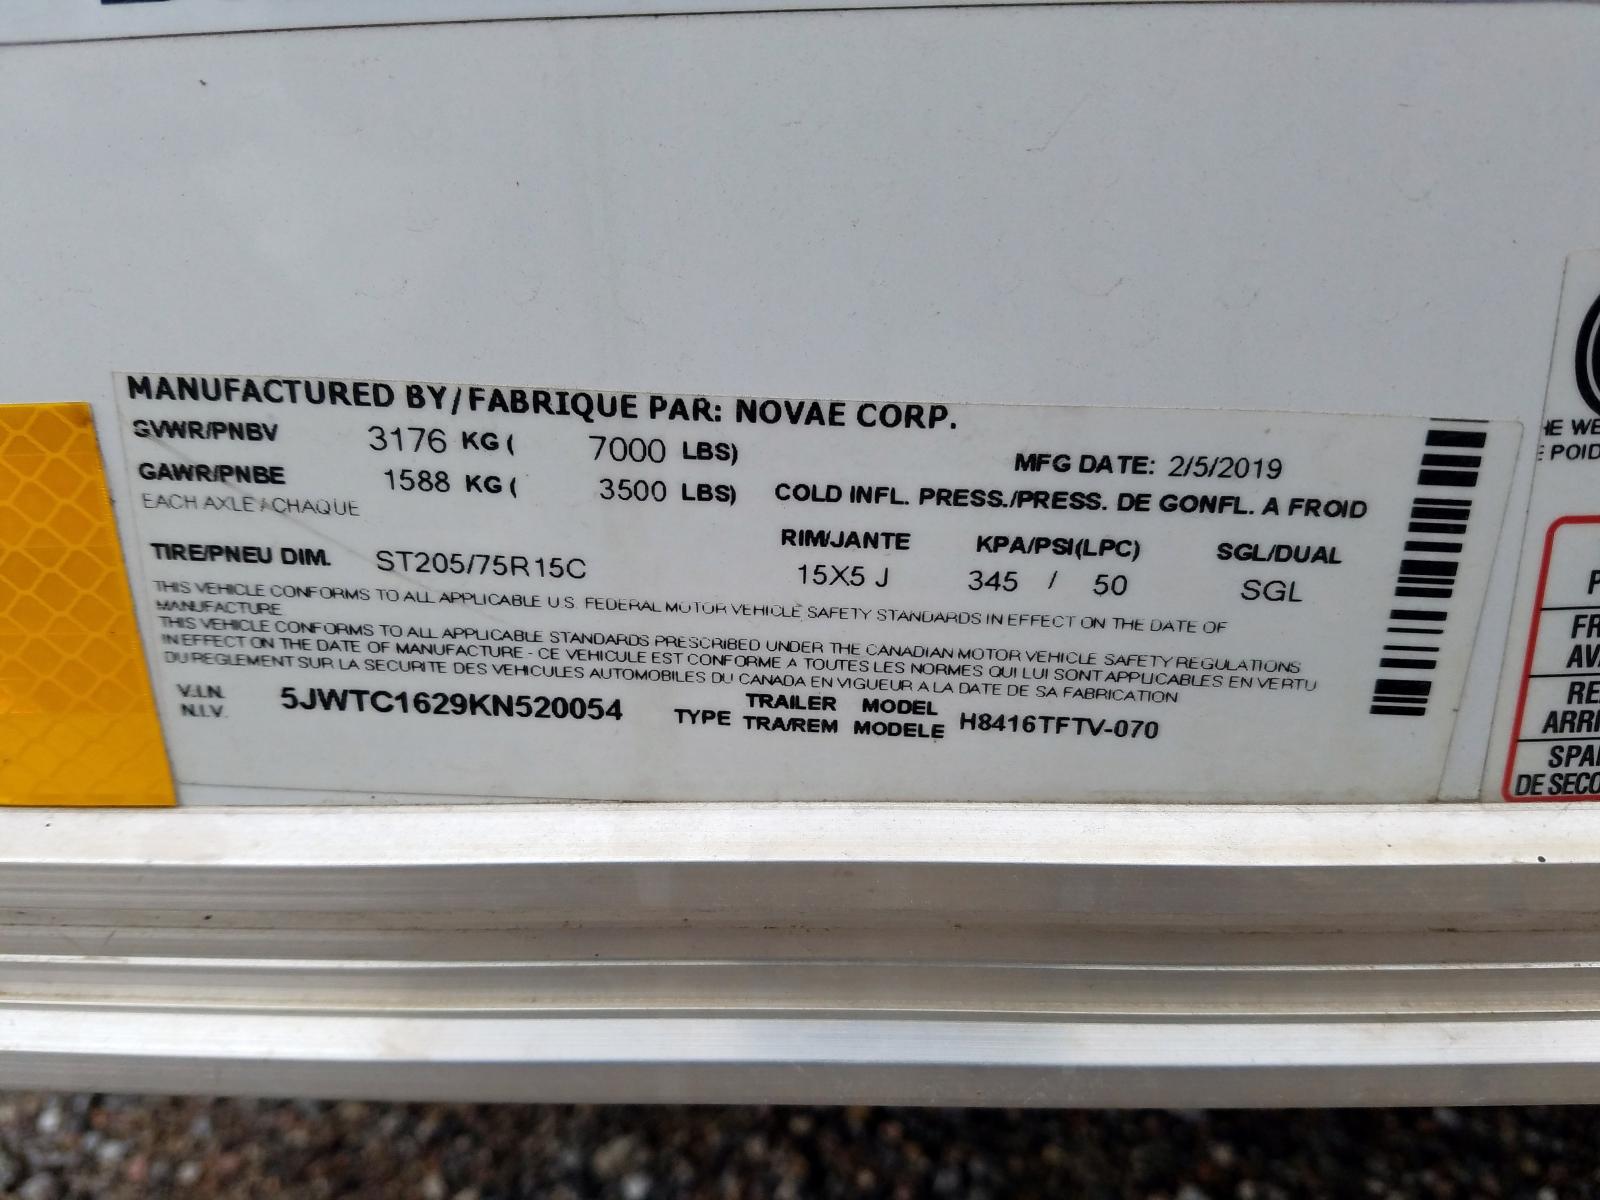 MANUFACTURED BY/FABRIQUE PAR: NOVAE CORP.
GVWR/PNBV 3176 KG ( 7000 LBS)
MFG DATE: 2/5/2019
GAWR/PNBE 1588 KG ( 3500 LBS)
COLD INFL. PRESS./PRESS. DE GONFL. A FROID
EACH AXLE / CHAQUE
RIM/JANTE KPA/PSI(LPC) SGL/DUAL
TIRE/PNEU DIM. ST205/75R15C 15X5 J 345 / 50 SGL
THIS VEHICLE CONFORMS TO ALL APPLICABLE U.S. FEDERAL MOTOR VEHICLE SAFETY STANDARDS IN EFFECT ON THE DATE OF
MANUFACTURE
THIS VEHICLE CONFORMS TO ALL APPLICABLE STANDARDS PRESCRIBED UNDER THE CANADIAN MOTOR VEHICLE SAFETY REGULATIONS
IN EFFECT ON THE DATE OF MANUFACTURE - CE VEHICULE EST CONFORME A TOUTES LES NORMES QUI LUI SONT APPLICABLES EN VERTU
DU REGLEMENT SUR LA SECURITE DES VEHICULES AUTOMOBILES DU CANADA EN VIGUEUR A LA DATE DE SA FABRICATION
V.I.N. 5JWTC1629KN520054 TRAILER MODEL
N.I.V. TYPE TRA/REM MODELE H8416TFTV-070